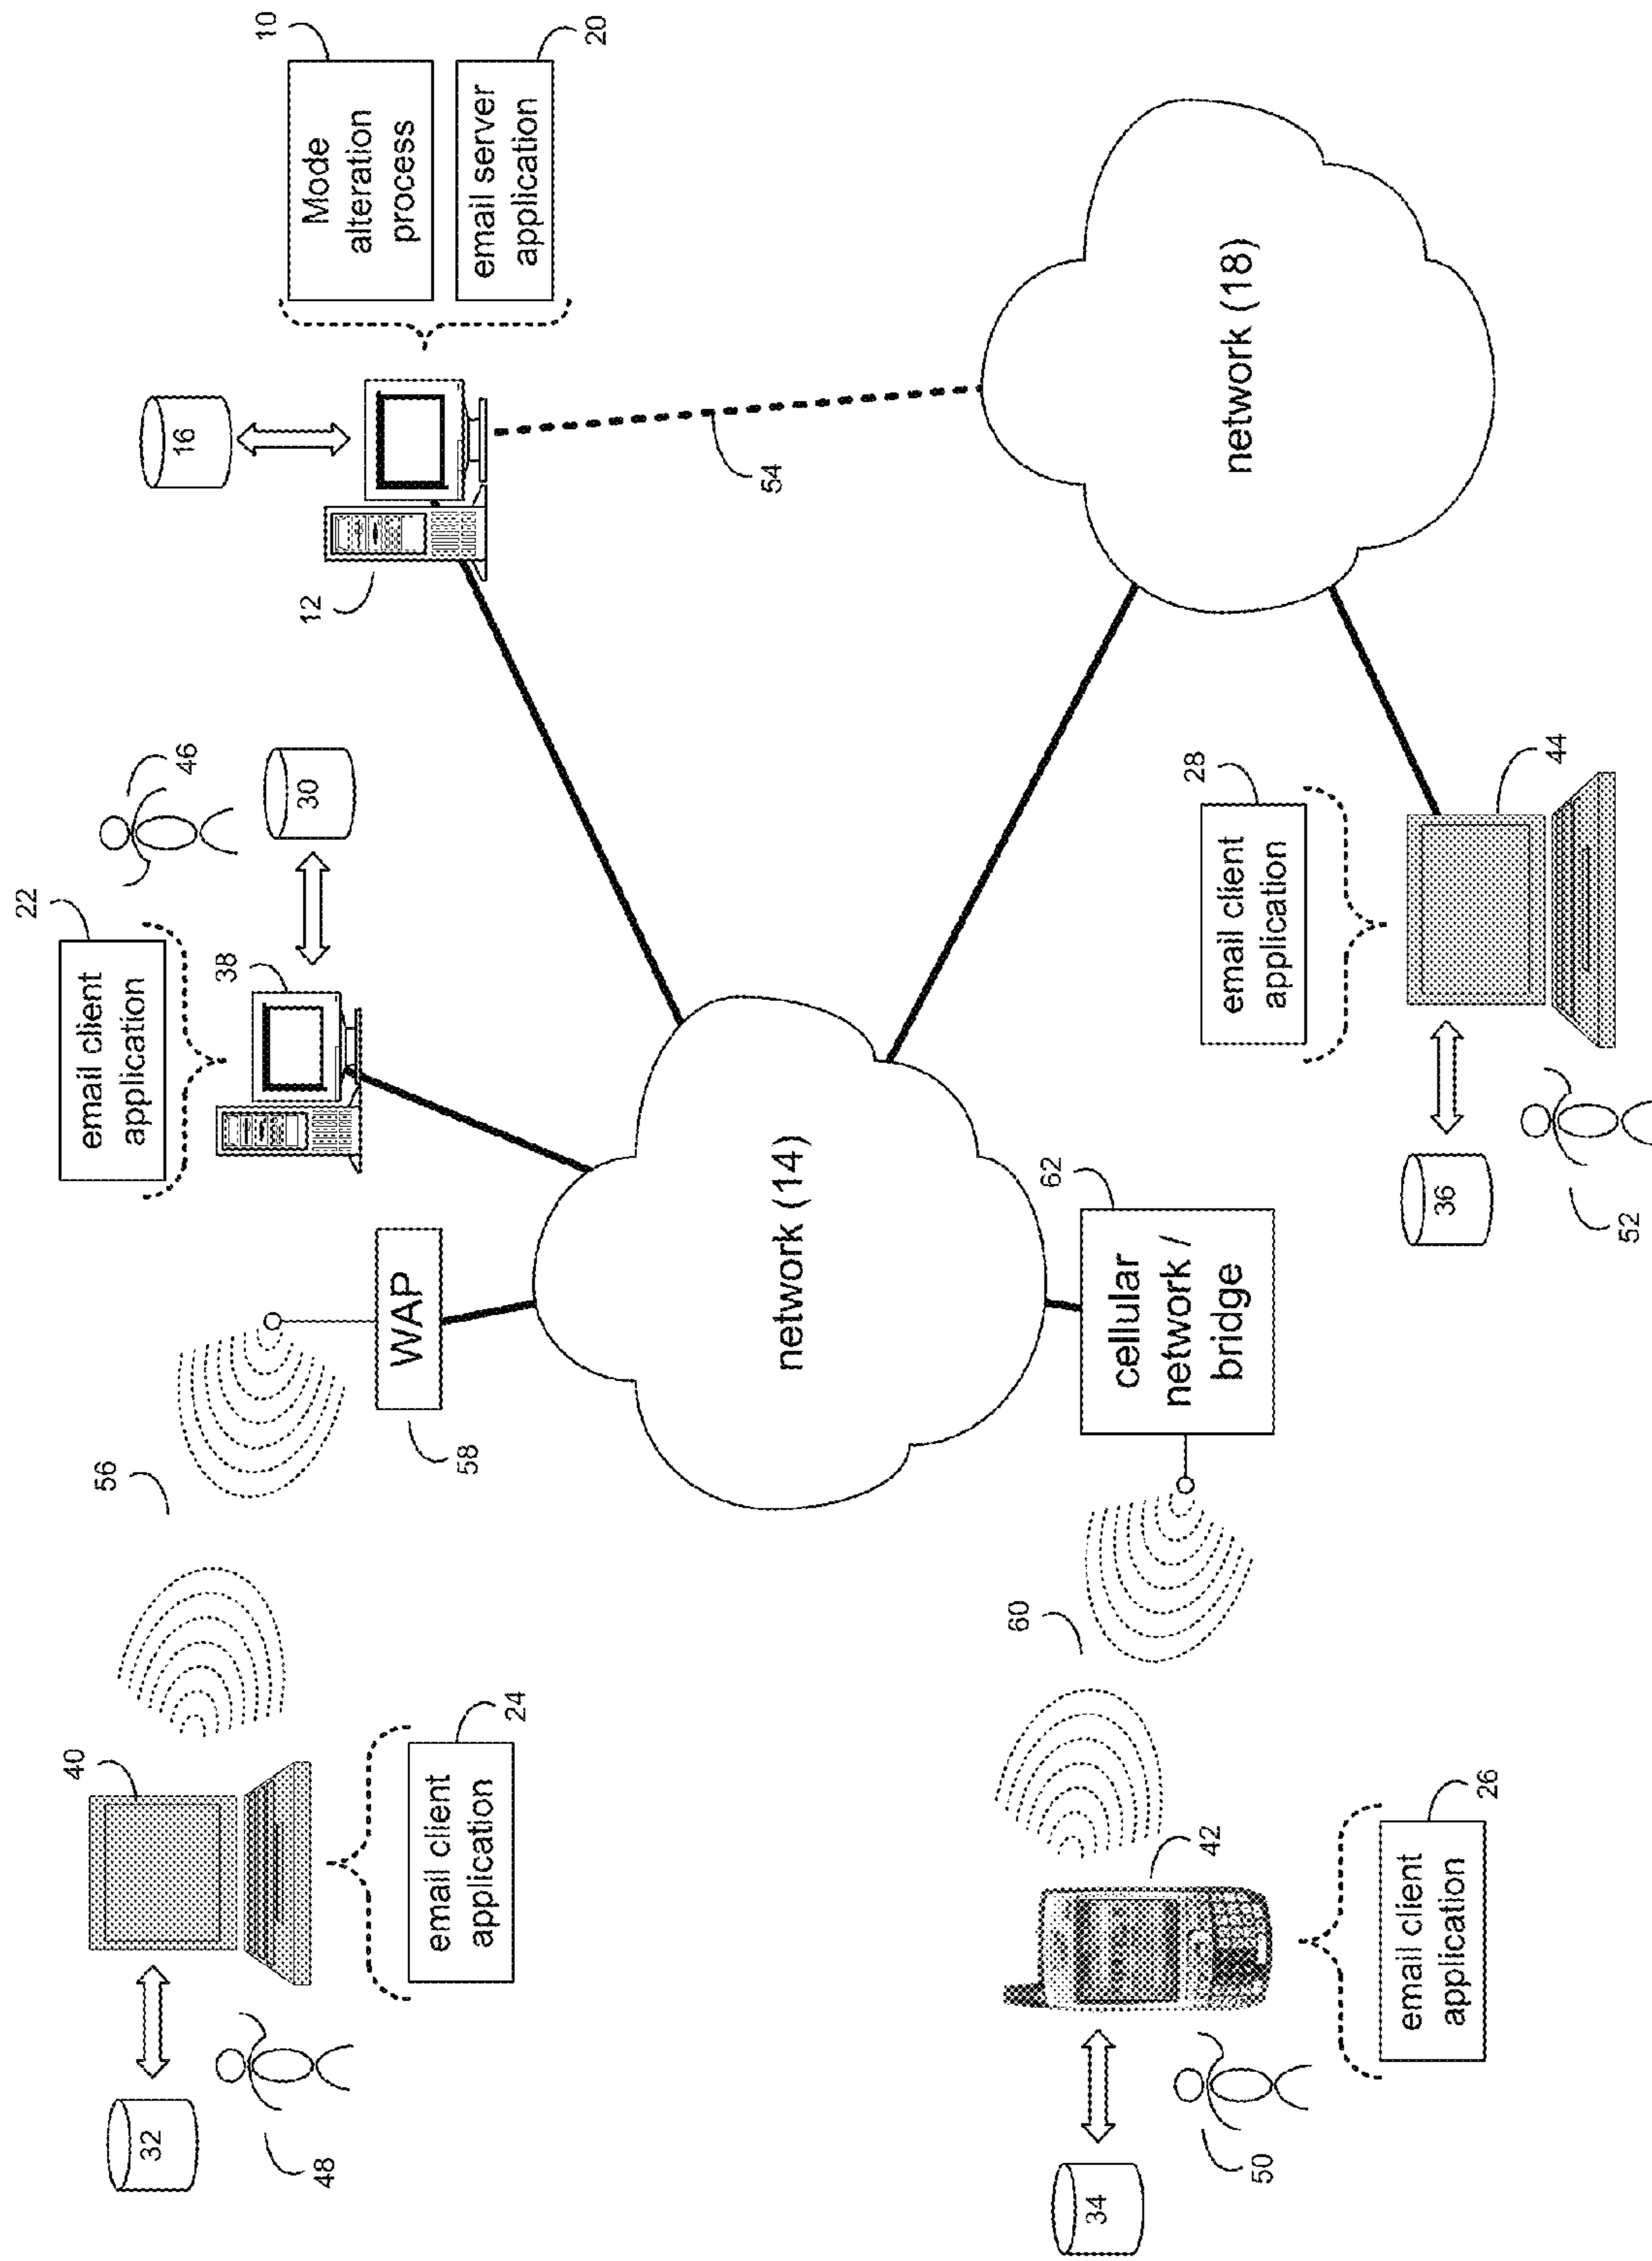 32
48
40
email client
application
24
56
WAP
58
22
email client
application
38
46
30
16
12
10
Mode
alteration
process
20
email server
application
54
network (14)
network (18)
34
50
42
email client
application
26
60
62
cellular
network /
bridge
36
52
28
email client
application
44